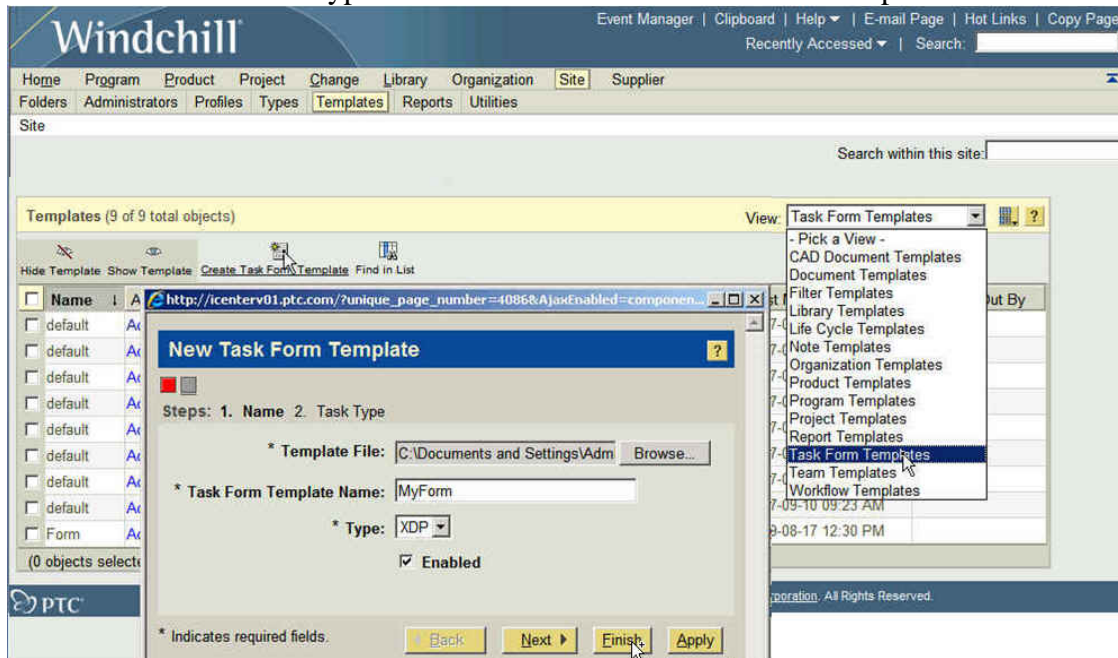 Windchill
Event Manager | Clipboard | Help | E-mail Page | Hot Links | Copy Page
Recently Accessed | Search:
Home Program Product Project Change Library Organization Site Supplier
Folders Administrators Profiles Types Templates Reports Utilities
Site
Search within this site:
Templates (9 of 9 total objects)
View: Task Form Templates
- Pick a View -
CAD Document Templates
Document Templates
Filter Templates
Library Templates
Life Cycle Templates
Note Templates
Organization Templates
Product Templates
Program Templates
Project Templates
Report Templates
Task Form Templates
Team Templates
Workflow Templates
Hide Template Show Template Create Task Form Template Find in List
Name
Out By
default
default
default
default
default
default
default
default
7-09-10 09:23 AM
Form
9-08-17 12:30 PM
(0 objects selecte
http://icenterv01.ptc.com/?unique_page_number=4086&AjaxEnabled=componen...
New Task Form Template
Steps: 1. Name 2. Task Type
* Template File: C:\Documents and Settings\Adm Browse...
* Task Form Template Name: MyForm
* Type: XDP
Enabled
* Indicates required fields.
Back Next Finish Apply
PTC
rporation. All Rights Reserved.